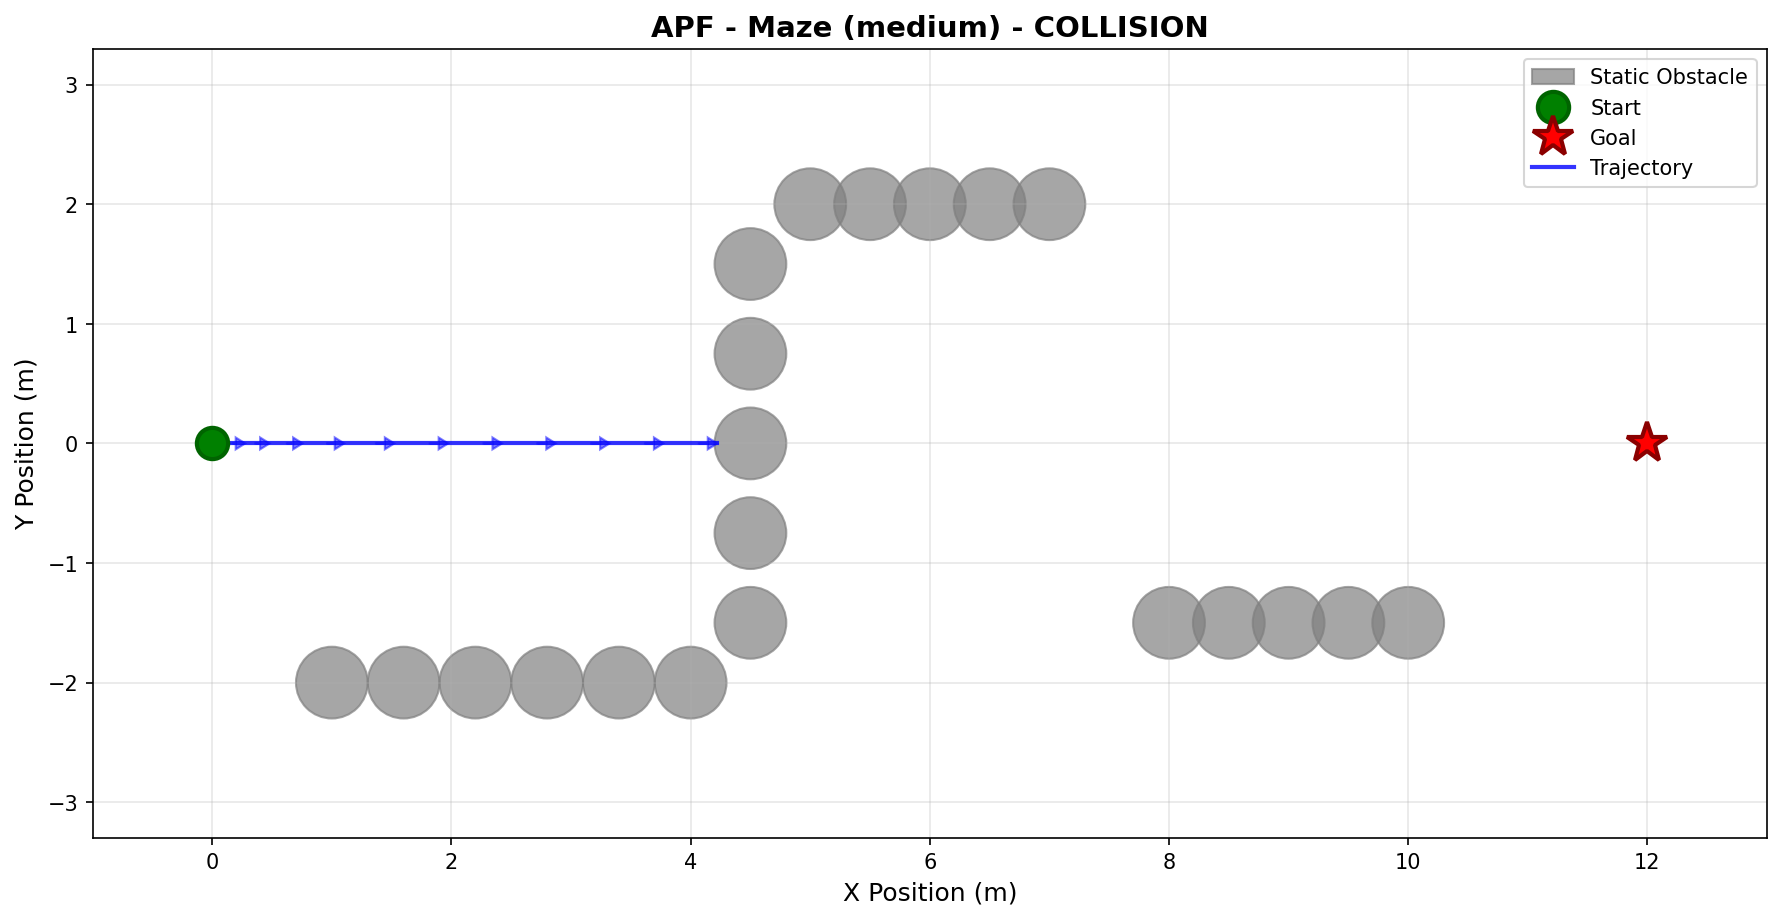 APF - Maze (medium) - COLLISION
Static Obstacle
Start
Goal
Trajectory
Y Position (m)
3
2
1
0
−1
−2
−3
0 2 4 6 8 10 12
X Position (m)